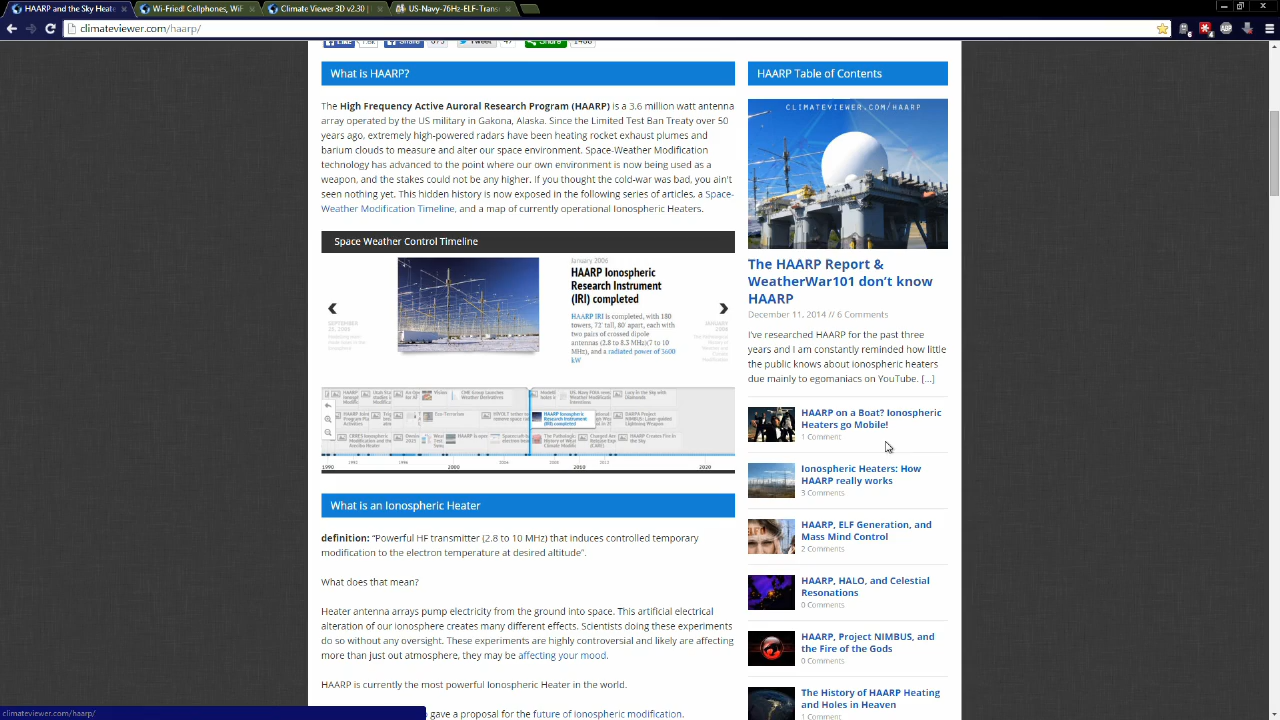 HAARP and the Sky Heate
Wi-Fried! Cellphones, WiF
Climate Viewer 3D v2.30 |
US-Navy-76Hz-ELF-Trans
climateviewer.com/haarp/
Like
Share
Tweet
Share
What is HAARP?
The High Frequency Active Auroral Research Program (HAARP) is a 3.6 million watt antenna
array operated by the US military in Gakona, Alaska. Since the Limited Test Ban Treaty over 50
years ago, extremely high-powered radars have been heating rocket exhaust plumes and
barium clouds to measure and alter our space environment. Space-Weather Modification
technology has advanced to the point where our own environment is now being used as a
weapon, and the stakes could not be any higher. If you thought the cold-war was bad, you ain't
seen nothing yet. This hidden history is now exposed in the following series of articles, a Space-
Weather Modification Timeline, and a map of currently operational Ionospheric Heaters.
Space Weather Control Timeline
January 2006
HAARP Ionospheric
Research Instrument
(IRI) completed
HAARP IRI is completed, with 180
towers, 72' tall, 80' apart, each with
two pairs of crossed dipole
antennas (2.8 to 8.3 MHz)(7 to 10
MHz), and a radiated power of 3600
kW
HAARP Ionospheric
Research Instrument
(IRI) completed
1990
2000
2010
2020
What is an Ionospheric Heater
definition: “Powerful HF transmitter (2.8 to 10 MHz) that induces controlled temporary
modification to the electron temperature at desired altitude”.
What does that mean?
Heater antenna arrays pump electricity from the ground into space. This artificial electrical
alteration of our ionosphere creates many different effects. Scientists doing these experiments
do so without any oversight. These experiments are highly controversial and likely are affecting
more than just out atmosphere, they may be affecting your mood.
HAARP is currently the most powerful Ionospheric Heater in the world.
gave a proposal for the future of ionospheric modification.
climateviewer.com/haarp/
HAARP Table of Contents
CLIMATEVIEWER.COM/HAARP
The HAARP Report &
WeatherWar101 don’t know
HAARP
December 11, 2014 // 6 Comments
I've researched HAARP for the past three
years and I am constantly reminded how little
the public knows about ionospheric heaters
due mainly to egomaniacs on YouTube. [...]
HAARP on a Boat? Ionospheric
Heaters go Mobile!
1 Comment
Ionospheric Heaters: How
HAARP really works
3 Comments
HAARP, ELF Generation, and
Mass Mind Control
2 Comments
HAARP, HALO, and Celestial
Resonations
0 Comments
HAARP, Project NIMBUS, and
the Fire of the Gods
0 Comments
The History of HAARP Heating
and Holes in Heaven
1 Comment